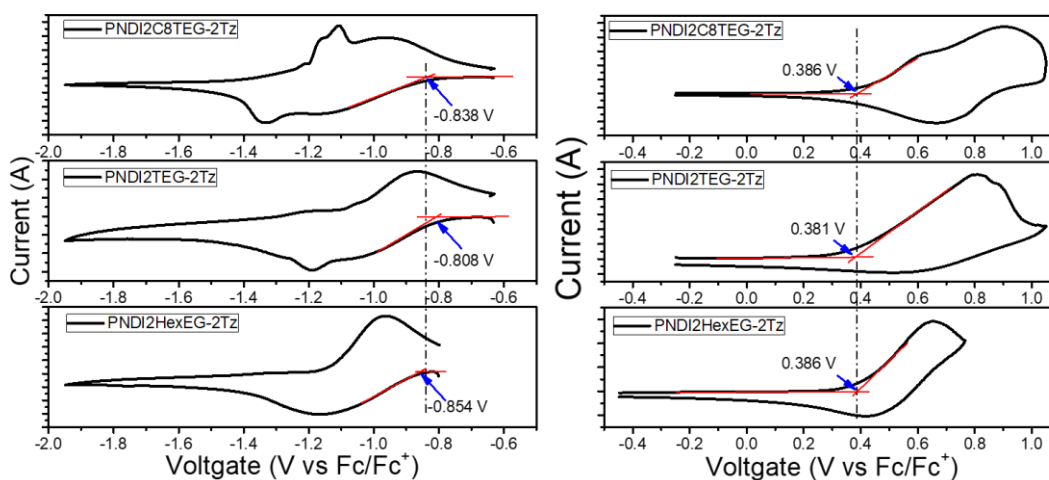 PNDI2C8TEG-2Tz
-0.838 V
-2.0 -1.8 -1.6 -1.4 -1.2 -1.0 -0.8 -0.6
PNDI2TEG-2Tz
-0.808 V
-2.0 -1.8 -1.6 -1.4 -1.2 -1.0 -0.8 -0.6
PNDI2HexEG-2Tz
-0.854 V
-2.0 -1.8 -1.6 -1.4 -1.2 -1.0 -0.8 -0.6
Current (A)
Voltgate (V vs Fc/Fc+)
PNDI2C8TEG-2Tz
0.386 V
-0.4 -0.2 0.0 0.2 0.4 0.6 0.8 1.0
PNDI2TEG-2Tz
0.381 V
-0.4 -0.2 0.0 0.2 0.4 0.6 0.8 1.0
PNDI2HexEG-2Tz
0.386 V
-0.4 -0.2 0.0 0.2 0.4 0.6 0.8 1.0
Current (A)
Voltgate (V vs Fc/Fc+)